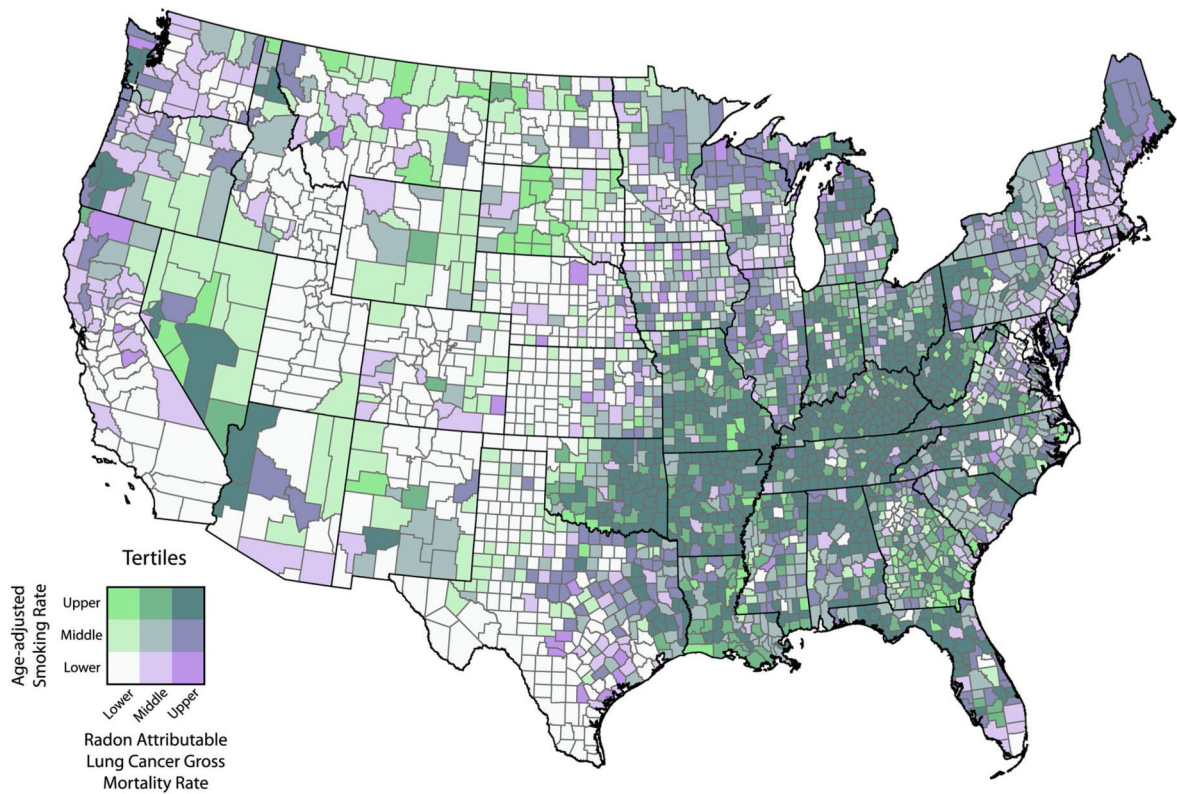 Tertiles
Age-adjusted
Smoking Rate
Upper
Middle
Lower
Lower
Middle
Upper
Radon Attributable
Lung Cancer Gross
Mortality Rate